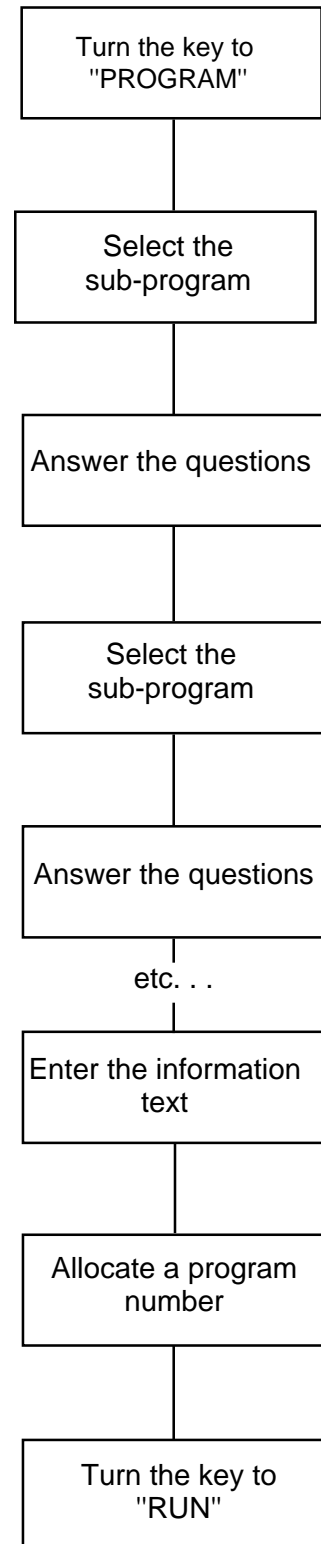 Turn the key to
"PROGRAM"
Select the
sub-program
Answer the questions
Select the
sub-program
Answer the questions
etc. . .
Enter the information
text
Allocate a program
number
Turn the key to
"RUN"